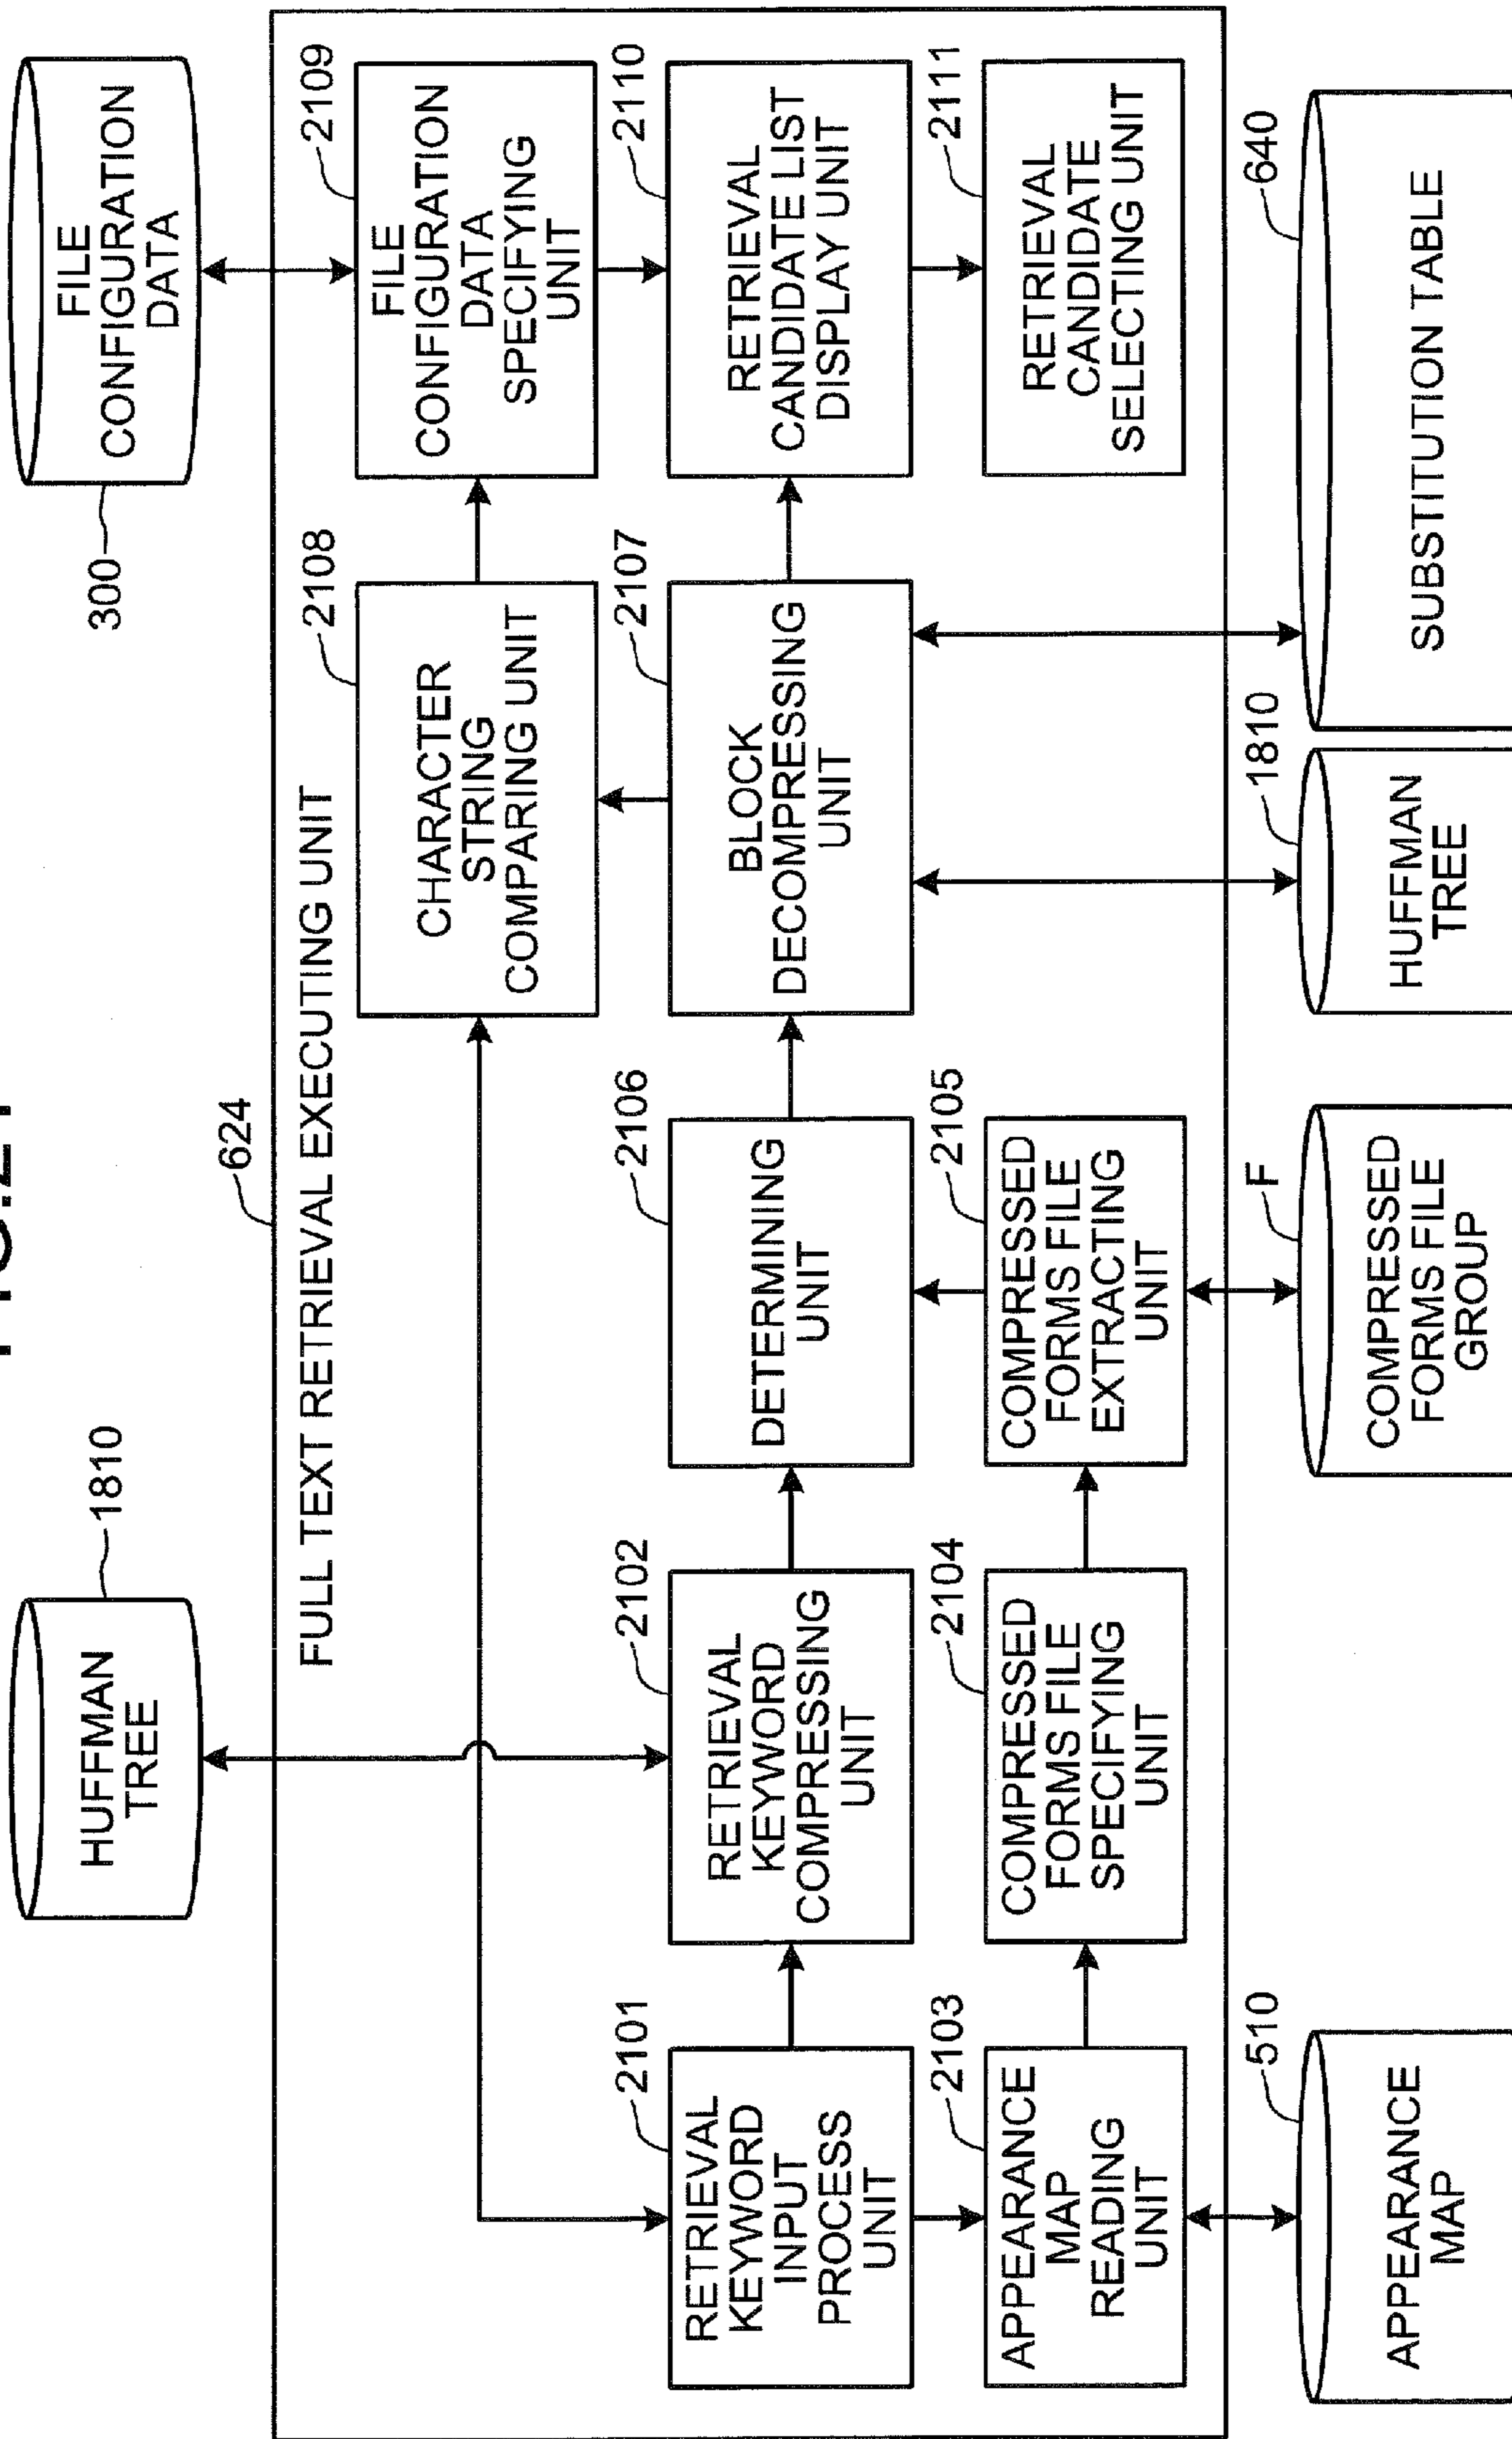 FIG.21
HUFFMAN
TREE
1810
FILE
CONFIGURATION
DATA
300
624
FULL TEXT RETRIEVAL EXECUTING UNIT
CHARACTER
STRING
COMPARING UNIT
2108
FILE
CONFIGURATION
DATA
SPECIFYING
UNIT
2109
RETRIEVAL
KEYWORD
INPUT
PROCESS
UNIT
2101
RETRIEVAL
KEYWORD
COMPRESSING
UNIT
2102
DETERMINING
UNIT
2106
BLOCK
DECOMPRESSING
UNIT
2107
RETRIEVAL
CANDIDATE LIST
DISPLAY UNIT
2110
APPEARANCE
MAP
READING
UNIT
2103
COMPRESSED
FORMS FILE
SPECIFYING
UNIT
2104
COMPRESSED
FORMS FILE
EXTRACTING
UNIT
2105
RETRIEVAL
CANDIDATE
SELECTING UNIT
2111
APPEARANCE
MAP
510
COMPRESSED
FORMS FILE
GROUP
F
HUFFMAN
TREE
1810
SUBSTITUTION TABLE
640